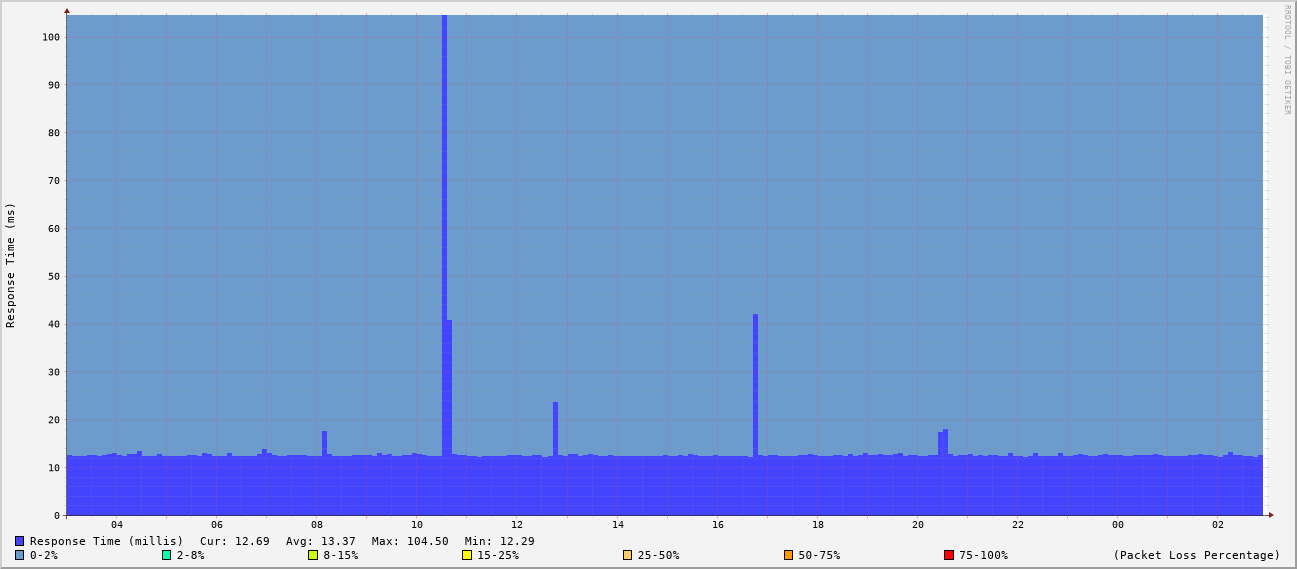 RRDTOOL / TOBI OETIKER
Response Time (ms)
100
90
80
70
60
50
40
30
20
10
0
04 06 08 10 12 14 16 18 20 22 00 02
Response Time (millis) Cur: 12.69 Avg: 13.37 Max: 104.50 Min: 12.29
0-2% 2-8% 8-15% 15-25% 25-50% 50-75% 75-100% (Packet Loss Percentage)